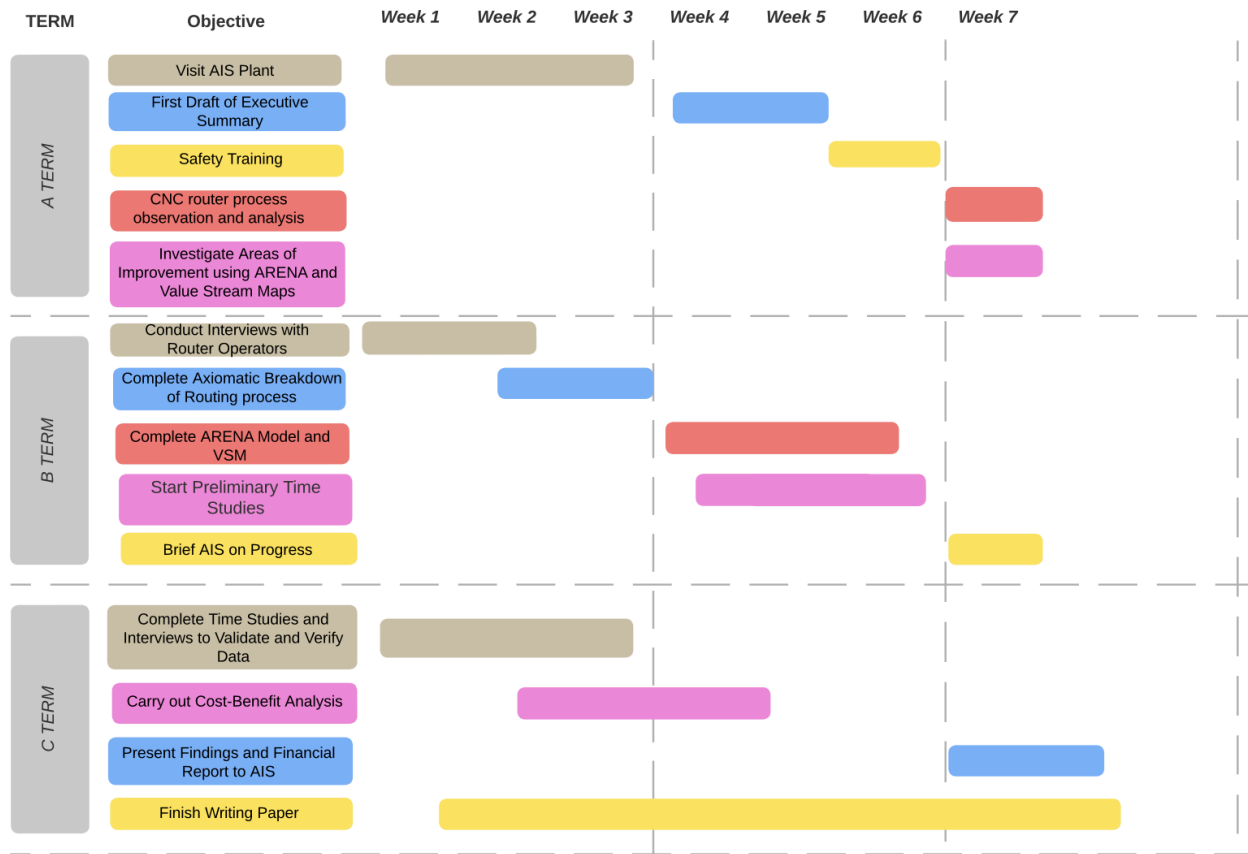 TERM
Objective
Week 1
Week 2
Week 3
Week 4
Week 5
Week 6
Week 7
A TERM
Visit AIS Plant
First Draft of Executive
Summary
Safety Training
CNC router process
observation and analysis
Investigate Areas of
Improvement using ARENA and
Value Stream Maps
B TERM
Conduct Interviews with
Router Operators
Complete Axiomatic Breakdown
of Routing process
Complete ARENA Model and
VSM
Start Preliminary Time
Studies
Brief AIS on Progress
C TERM
Complete Time Studies and
Interviews to Validate and Verify
Data
Carry out Cost-Benefit Analysis
Present Findings and Financial
Report to AIS
Finish Writing Paper